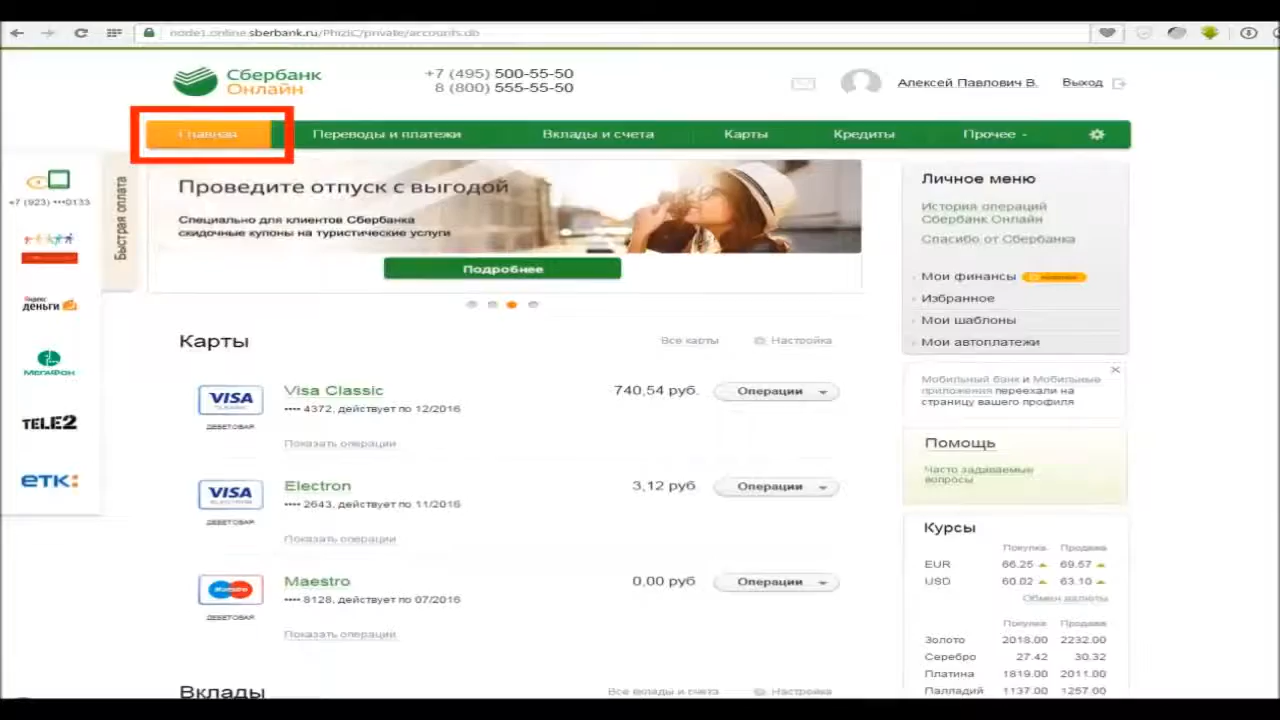 node1.online.sberbank.ru/PhizIC/private/accounts.do
Сбербанк
Онлайн
+7 (495) 500-55-50
8 (800) 555-55-50
Алексей Павлович В.
Выход
Главная
Переводы и платежи
Вклады и счета
Карты
Кредиты
Прочее
+7 (923) •••0133
Яндекс
деньги
МЕГАФОН
TELE2
ЕТК:
Быстрая оплата
Проведите отпуск с выгодой
Специально для клиентов Сбербанка
скидочные купоны на туристические услуги
Подробнее
Карты
Все карты
Настройка
VISA
CLASSIC
ДЕБЕТОВАЯ
Visa Classic
•••• 4372, действует по 12/2016
Показать операции
740,54 руб.
Операции
VISA
ELECTRON
ДЕБЕТОВАЯ
Electron
•••• 2643, действует по 11/2016
Показать операции
3,12 руб
Операции
Maestro
ДЕБЕТОВАЯ
Maestro
•••• 8128, действует по 07/2016
Показать операции
0,00 руб
Операции
Вклады
Все вклады и счета
Настройка
Личное меню
История операций
Сбербанк Онлайн
Спасибо от Сбербанка
Мои финансы
Избранное
Мои шаблоны
Мои автоплатежи
Мобильный банк и Мобильные
приложения переехали на
страницу вашего профиля
Помощь
Часто задаваемые
вопросы
Курсы
Покупка Продажа
EUR 66.25 69.57
USD 60.02 63.10
Обмен валюты
Покупка Продажа
Золото 2018.00 2232.00
Серебро 27.42 30.32
Платина 1819.00 2011.00
Палладий 1137.00 1257.00